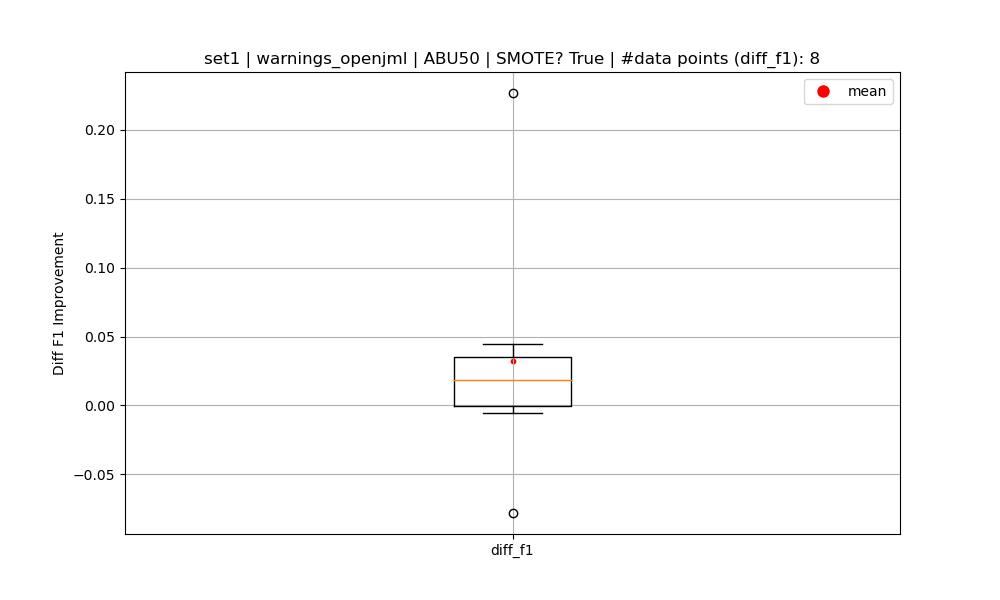 set1 | warnings_openjml | ABU50 | SMOTE? True | #data points (diff_f1): 8
mean
0.20
0.15
0.10
0.05
0.00
−0.05
Diff F1 Improvement
diff_f1